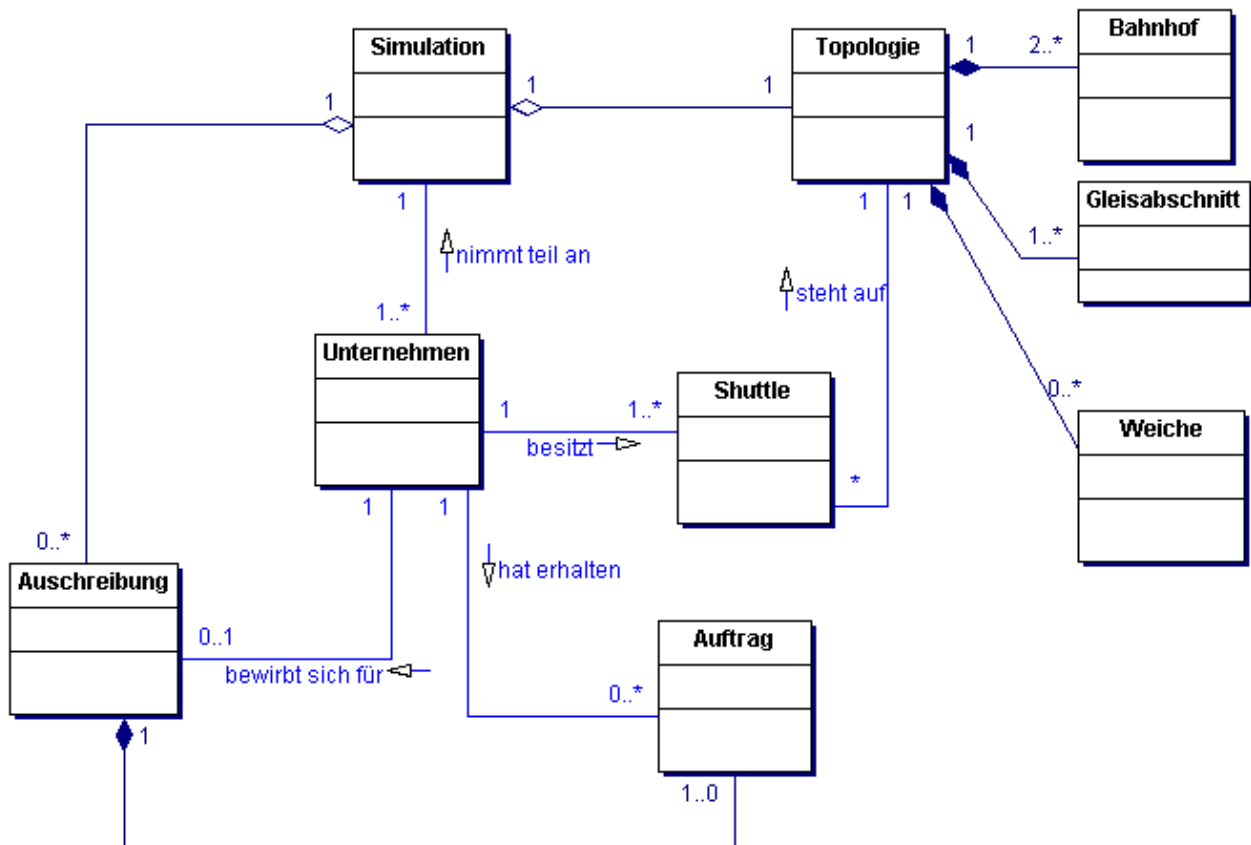 Simulation
Topologie
Bahnhof
1
2..*
1
1
1
1
Gleisabschnitt
1
1
1
1..*
nimmt teil an
steht auf
1..*
Unternehmen
Shuttle
0..*
Weiche
1
1..*
besitzt
*
1
1
0..*
hat erhalten
Auschreibung
0..1
Auftrag
bewirbt sich für
0..*
1
1..0